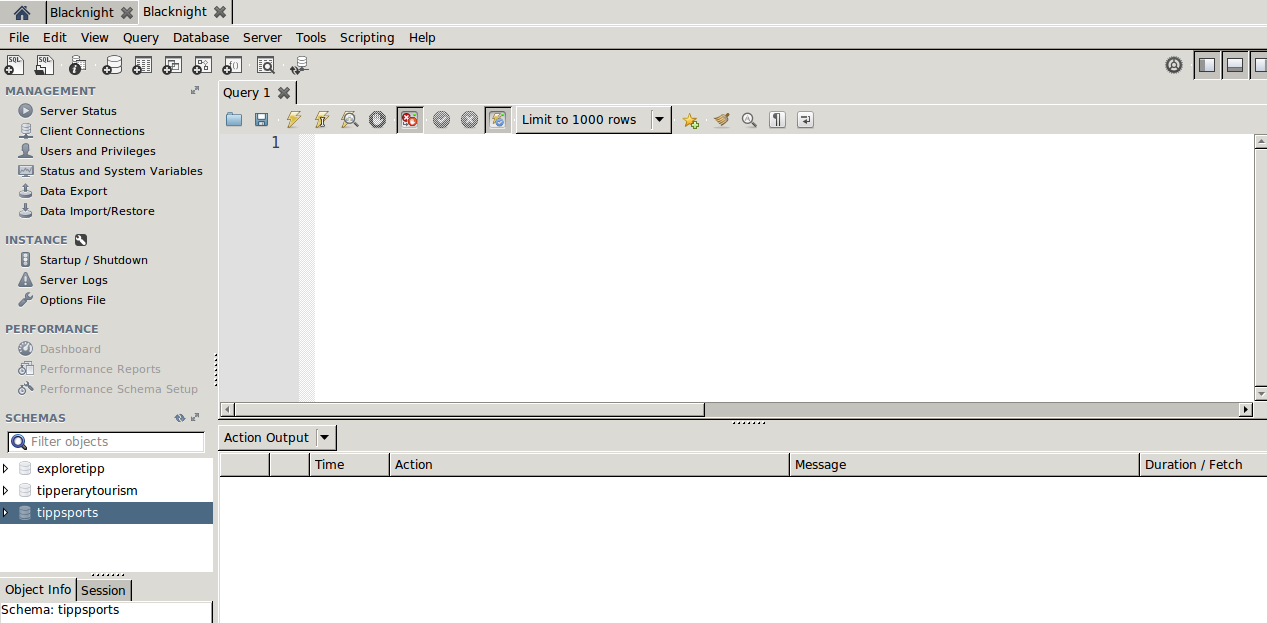 Blacknight Blacknight
File Edit View Query Database Server Tools Scripting Help
MANAGEMENT
Server Status
Client Connections
Users and Privileges
Status and System Variables
Data Export
Data Import/Restore
INSTANCE
Startup / Shutdown
Server Logs
Options File
PERFORMANCE
Dashboard
Performance Reports
Performance Schema Setup
SCHEMAS
Filter objects
exploretipp
tipperarytourism
tippsports
Object Info Session
Schema: tippsports
Query 1
Limit to 1000 rows
1
Action Output
Time Action Message Duration / Fetch